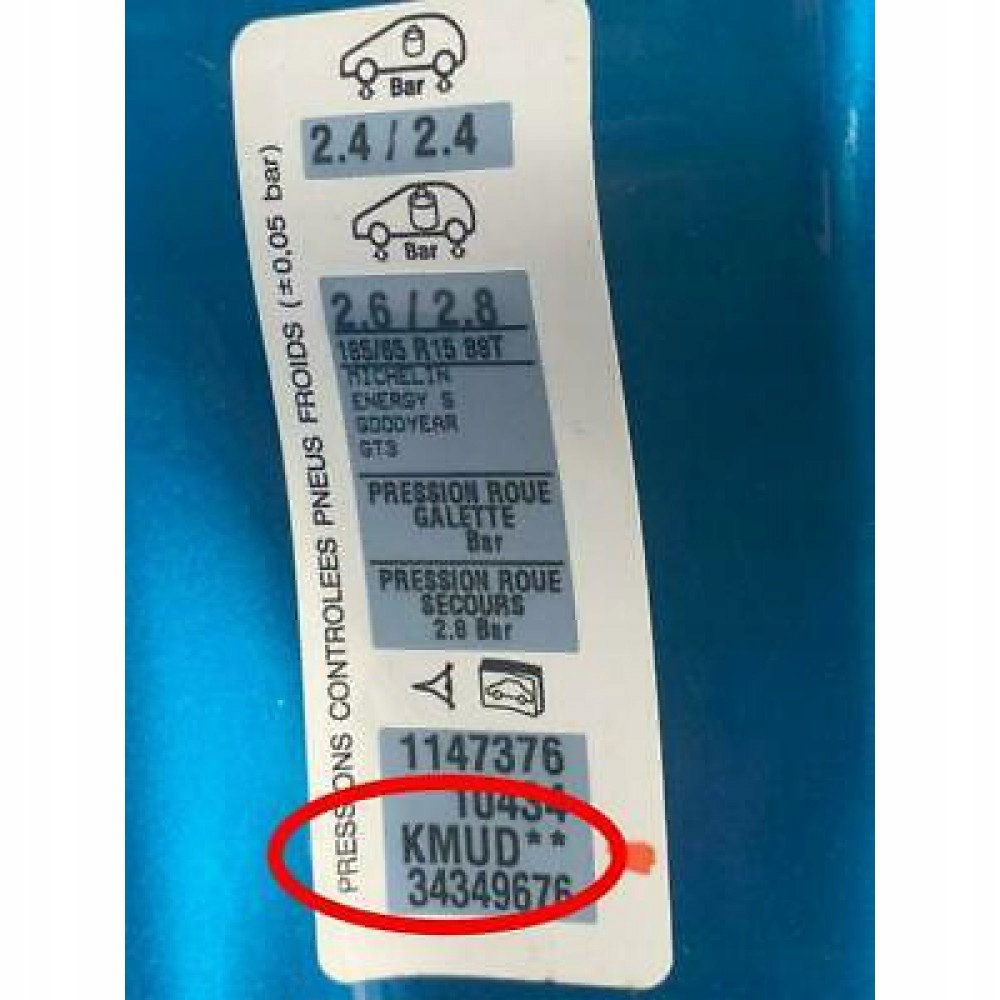 Bar
2.4 / 2.4
Bar
2.6 / 2.8
185/65 R15 88T
MICHELIN
ENERGY S
GOODYEAR
GT3
PRESSION ROUE
GALETTE
Bar
PRESSION ROUE
SECOURS
2.8 Bar
1147376
10434
KMUD**
34349676
PRESSIONS CONTROLEES PNEUS FROIDS (±0,05 bar)